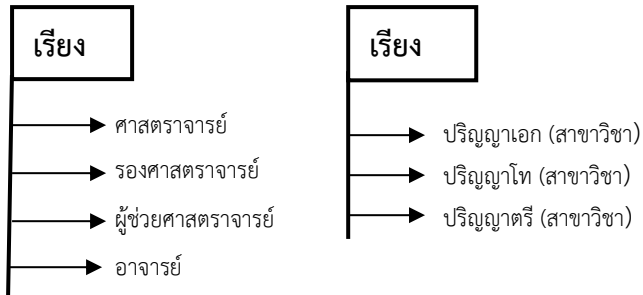 เรียง
ศาสตราจารย์
รองศาสตราจารย์
ผู้ช่วยศาสตราจารย์
อาจารย์
เรียง
ปริญญาเอก (สาขาวิชา)
ปริญญาโท (สาขาวิชา)
ปริญญาตรี (สาขาวิชา)